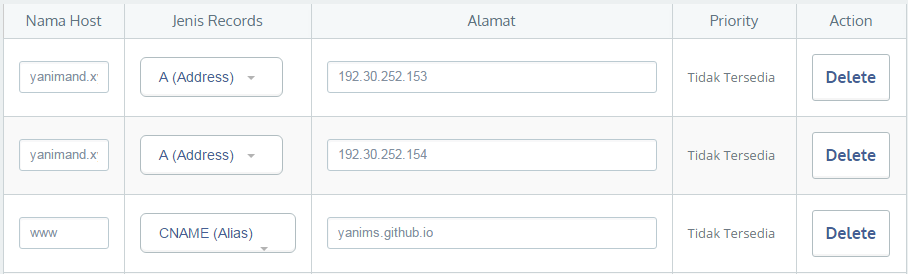 Nama Host Jenis Records Alamat Priority Action
yanimand.x A (Address) 192.30.252.153 Tidak Tersedia Delete
yanimand.x A (Address) 192.30.252.154 Tidak Tersedia Delete
www CNAME (Alias) yanims.github.io Tidak Tersedia Delete